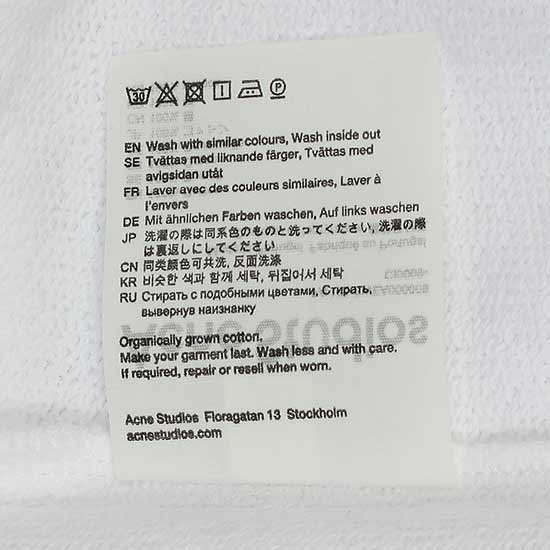 30
P
EN Wash with similar colours, Wash inside out
SE Tvättas med liknande färger, Tvättas med
avigsidan utåt
FR Laver avec des couleurs similaires, Laver à
l'envers
DE Mit ähnlichen Farben waschen, Auf links waschen
JP 洗濯の際は同系色のものと洗ってください, 洗濯の際
は裏返しにしてください
CN 同类颜色可共洗, 反面洗涤
KR 비슷한 색과 함께 세탁, 뒤집어서 세탁
RU Стирать с подобными цветами, Стирать,
вывернув наизнанку
Organically grown cotton.
Make your garment last. Wash less and with care.
If required, repair or resell when worn.
Acne Studios Floragatan 13 Stockholm
acnestudios.com
Acne Studios